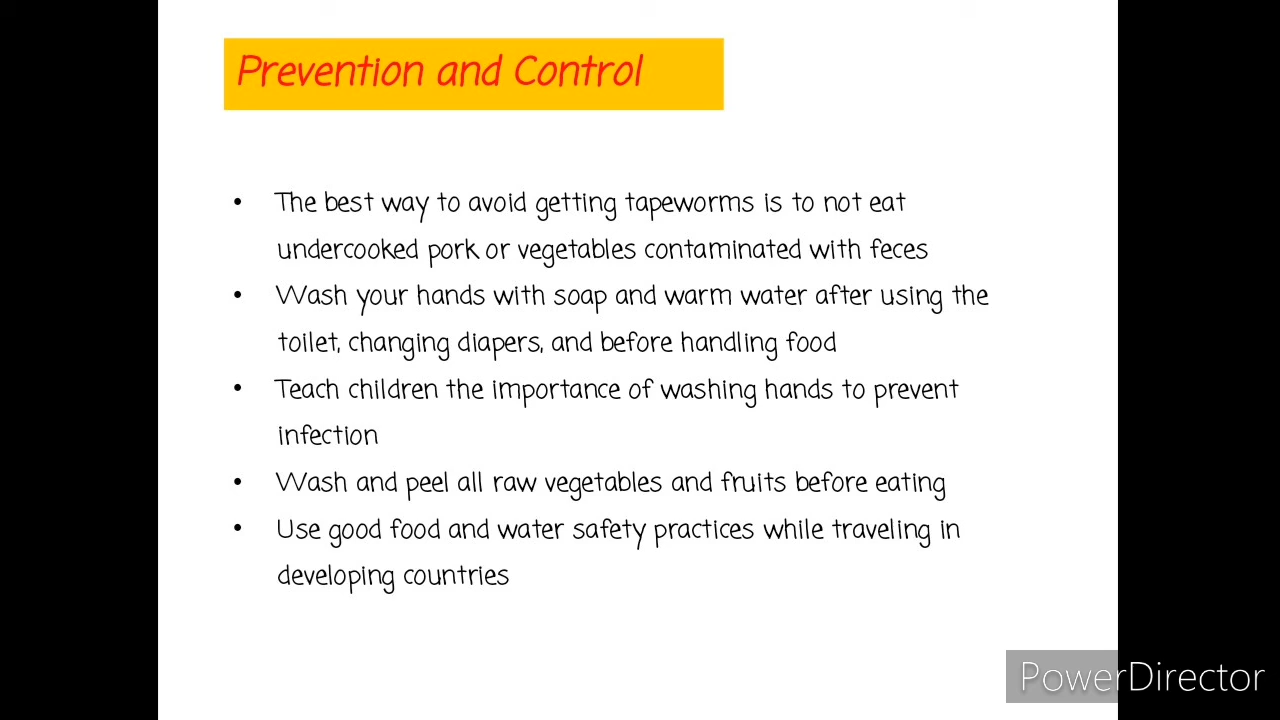 Prevention and Control
• The best way to avoid getting tapeworms is to not eat
undercooked pork or vegetables contaminated with feces
• Wash your hands with soap and warm water after using the
toilet, changing diapers, and before handling food
• Teach children the importance of washing hands to prevent
infection
• Wash and peel all raw vegetables and fruits before eating
• Use good food and water safety practices while traveling in
developing countries
PowerDirector